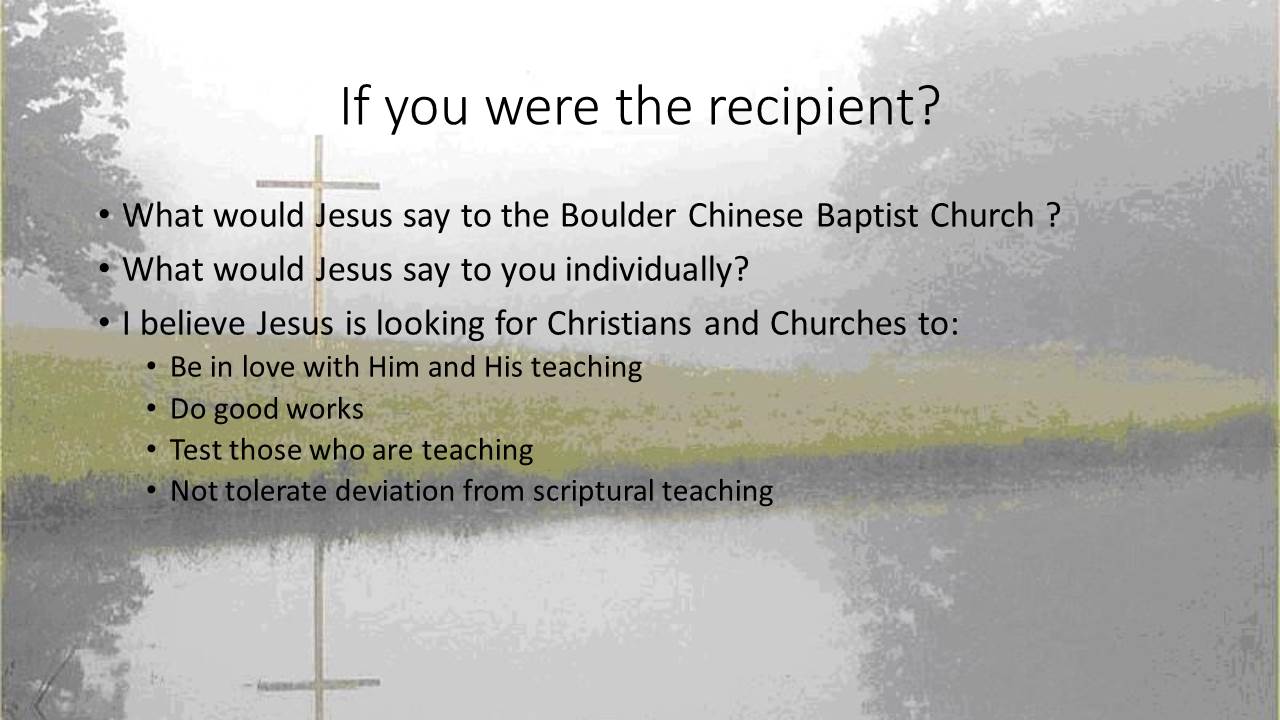 If you were the recipient?
• What would Jesus say to the Boulder Chinese Baptist Church ?
• What would Jesus say to you individually?
• I believe Jesus is looking for Christians and Churches to:
• Be in love with Him and His teaching
• Do good works
• Test those who are teaching
• Not tolerate deviation from scriptural teaching